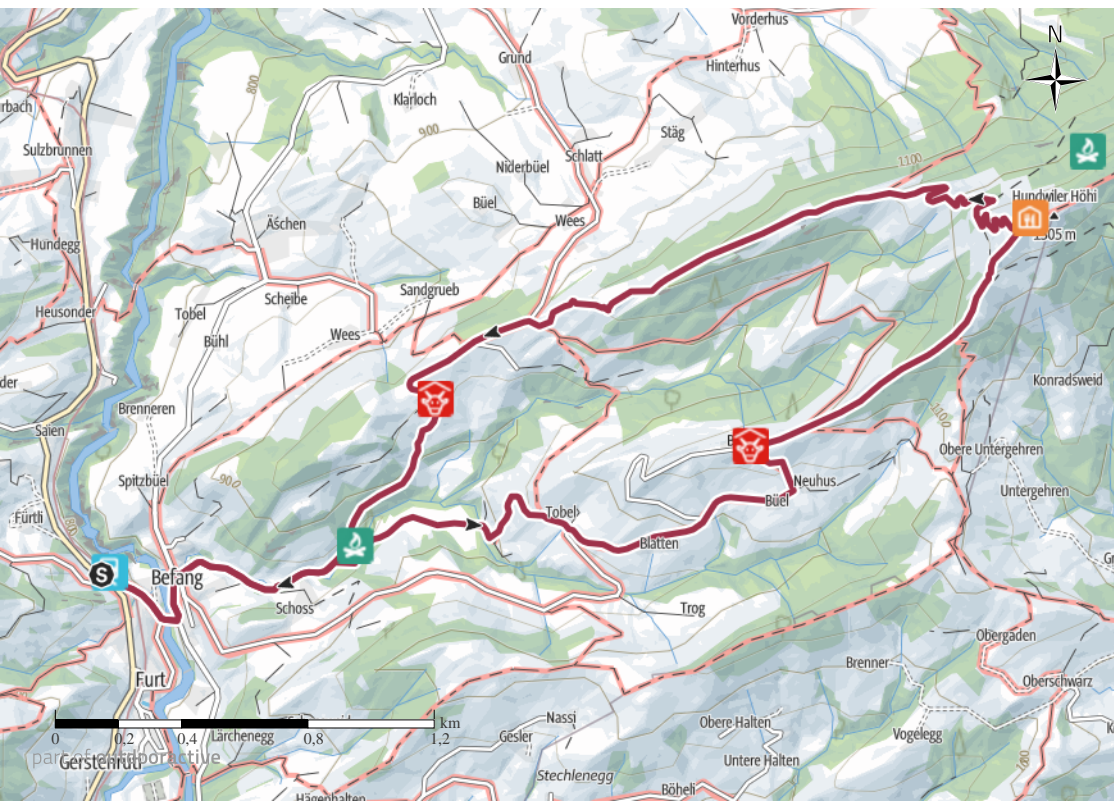 Vorderhus
N
Grund
Hinterhus
800
Klarloch
900
Stäg
Sulzbrunnen
Schlatt
Niderbüel
1100
Büel
Hundwiler Höhi
Wees
Äschen
Hundegg
Sandgrueb
Scheibe
Heusonder
Tobel
Wees
Bühl
Konradsweid
Brenneren
Saien
Obere Untergehren
Spitzbüel
Neuhus
Untergehren
Büel
Tobel
Fürtli
Blatten
S
Befang
Schoss
Trog
Obergaden
Brenner
Furt
Oberschwarz
km
0
0,2
0,4
0,8
1,2
Nassi
Obere Halten
Lärchenegg
Gesler
Vogelegg
part of outdooractive
Untere Halten
Stechlenegg
Böheli
Hägenhalten